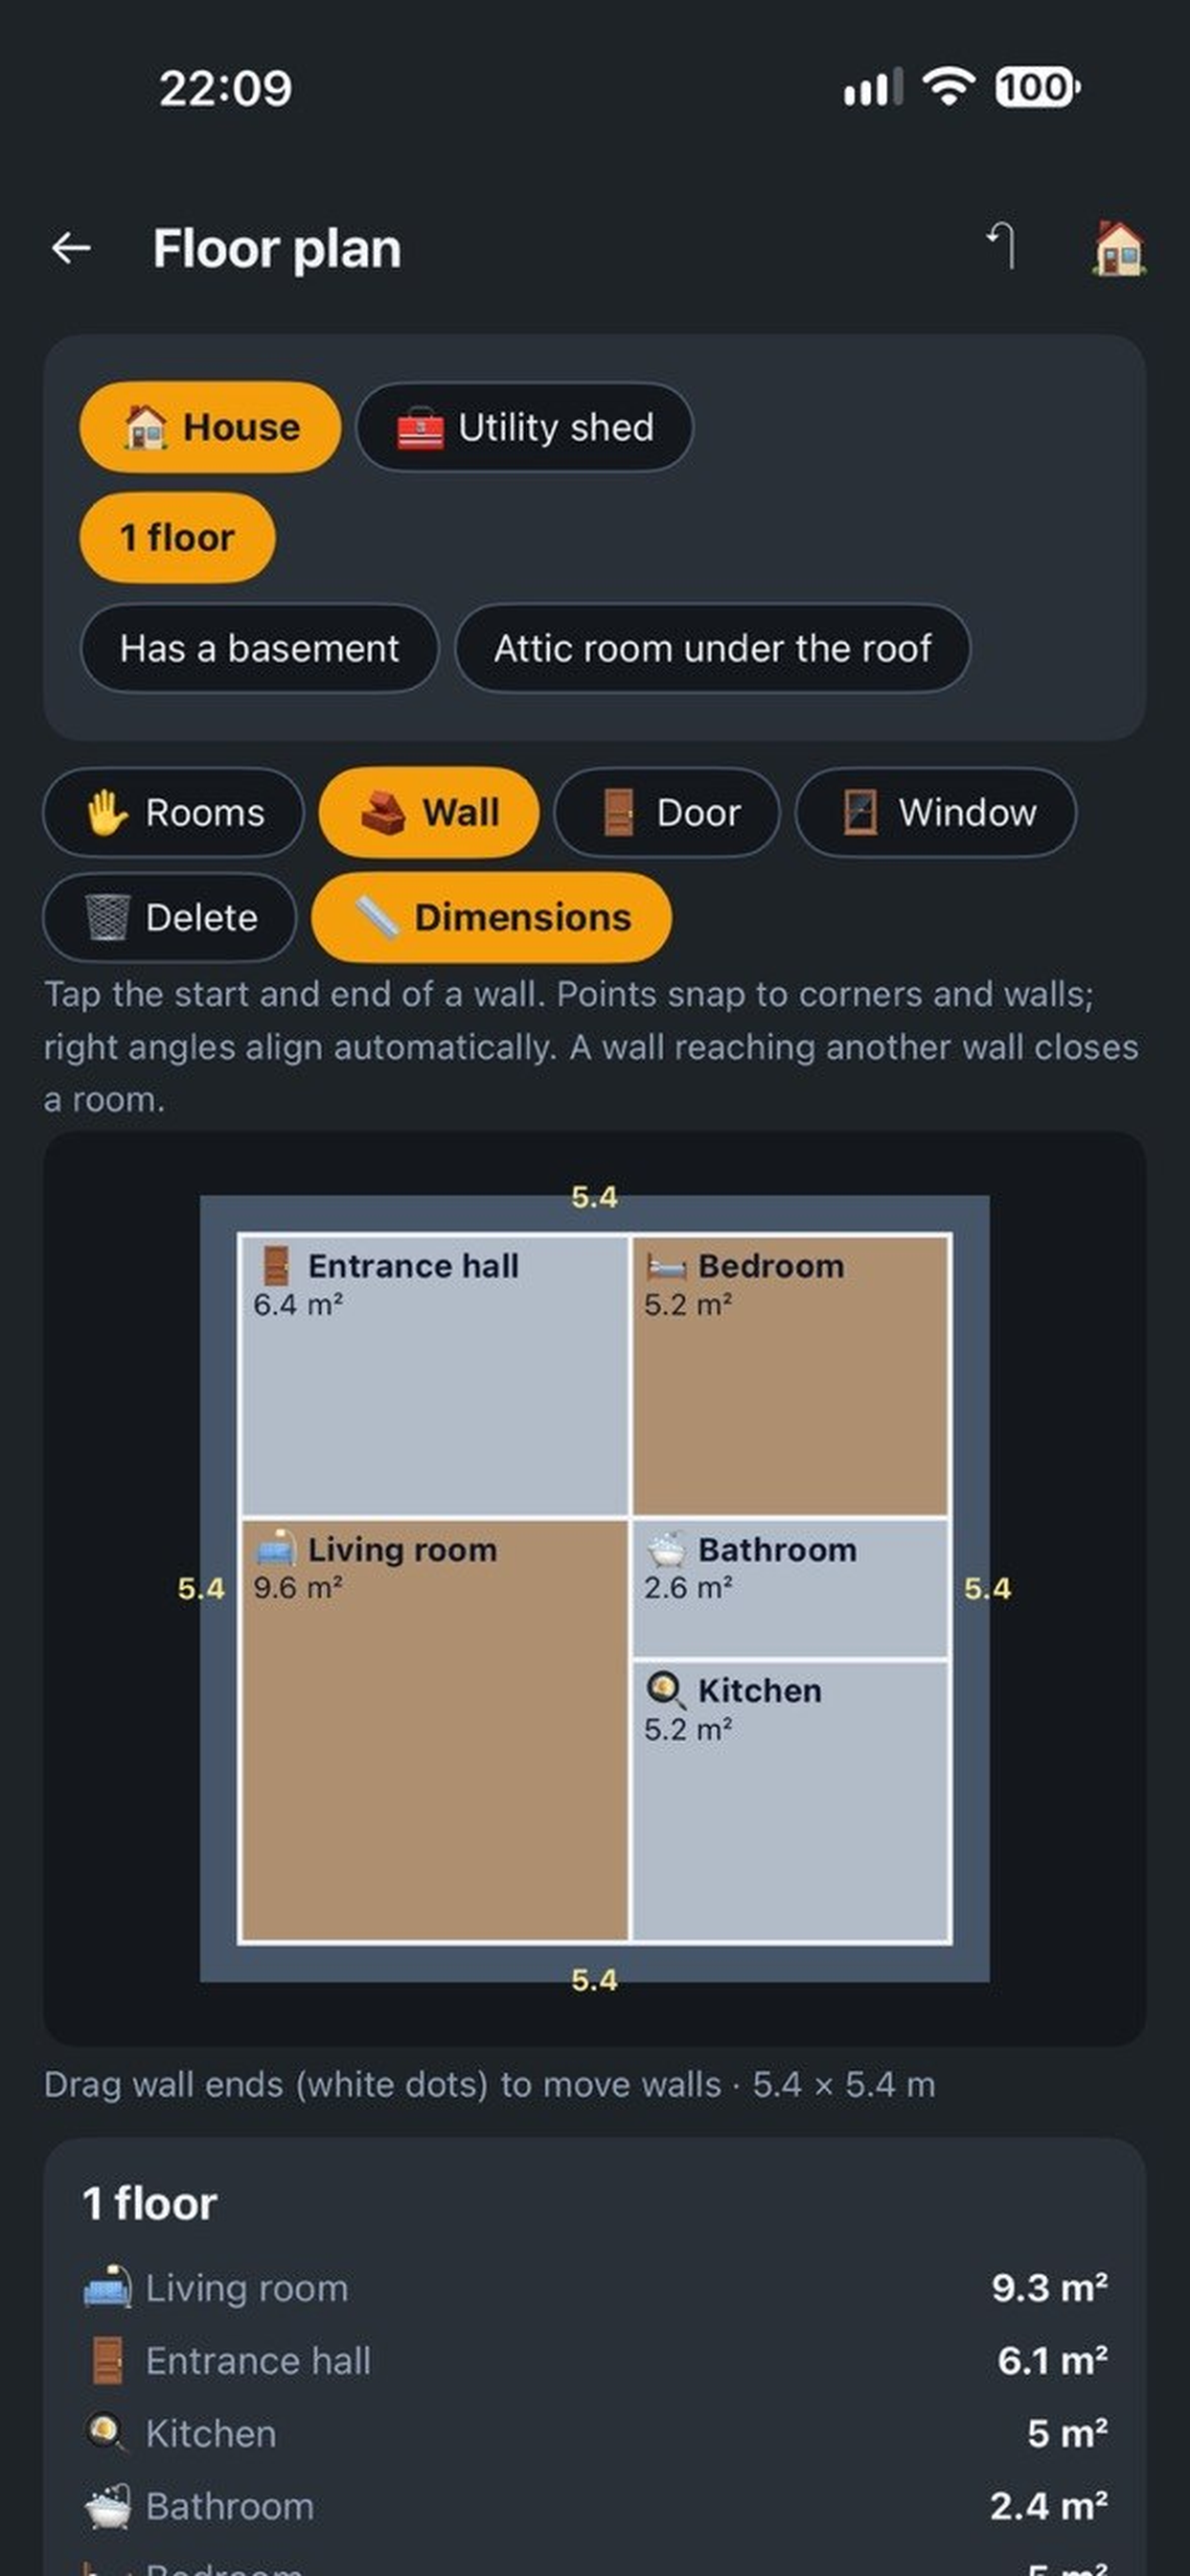 22:09
100
Floor plan
House
Utility shed
1 floor
Has a basement
Attic room under the roof
Rooms
Wall
Door
Window
Delete
Dimensions
Tap the start and end of a wall. Points snap to corners and walls;
right angles align automatically. A wall reaching another wall closes
a room.
5.4
Entrance hall
6.4 m²
Bedroom
5.2 m²
Living room
9.6 m²
Bathroom
2.6 m²
5.4
5.4
Kitchen
5.2 m²
5.4
Drag wall ends (white dots) to move walls · 5.4 × 5.4 m
1 floor
Living room
9.3 m²
Entrance hall
6.1 m²
Kitchen
5 m²
Bathroom
2.4 m²
Bedroom
5 m²